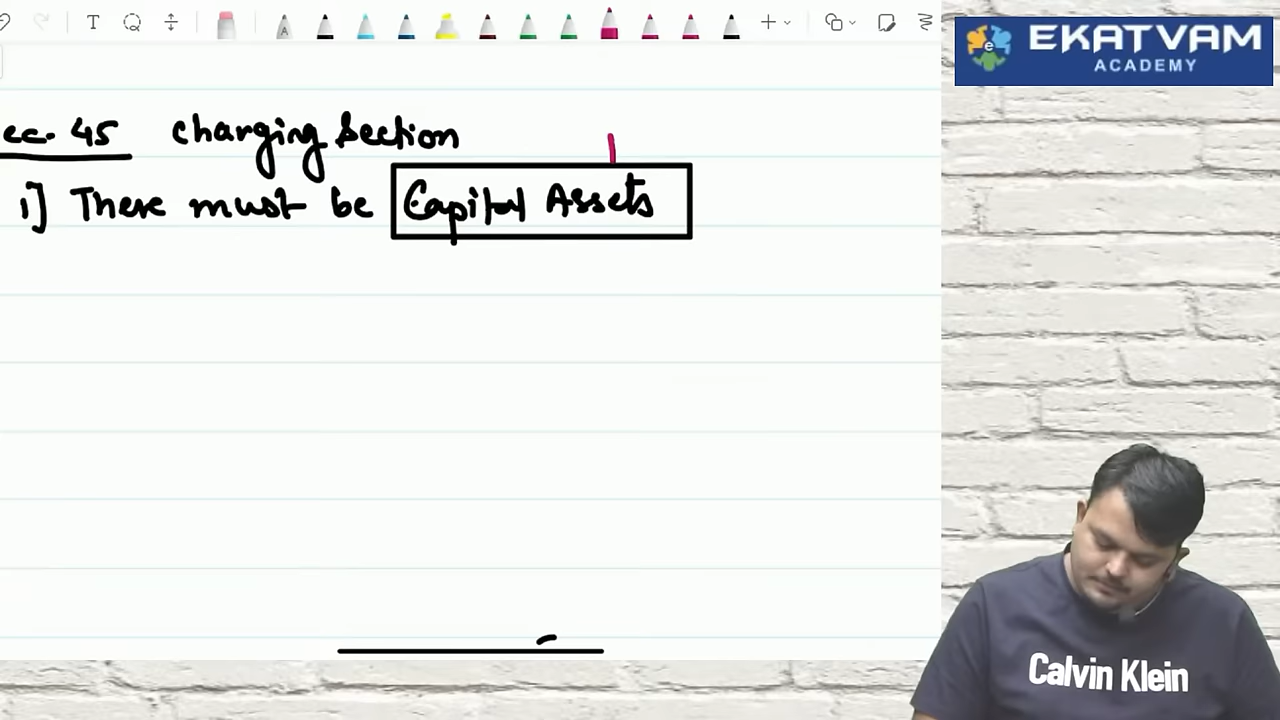 EKATVAM
ACADEMY
ec. 45 Charging Section
1] There must be Capital Assets
Calvin Klein